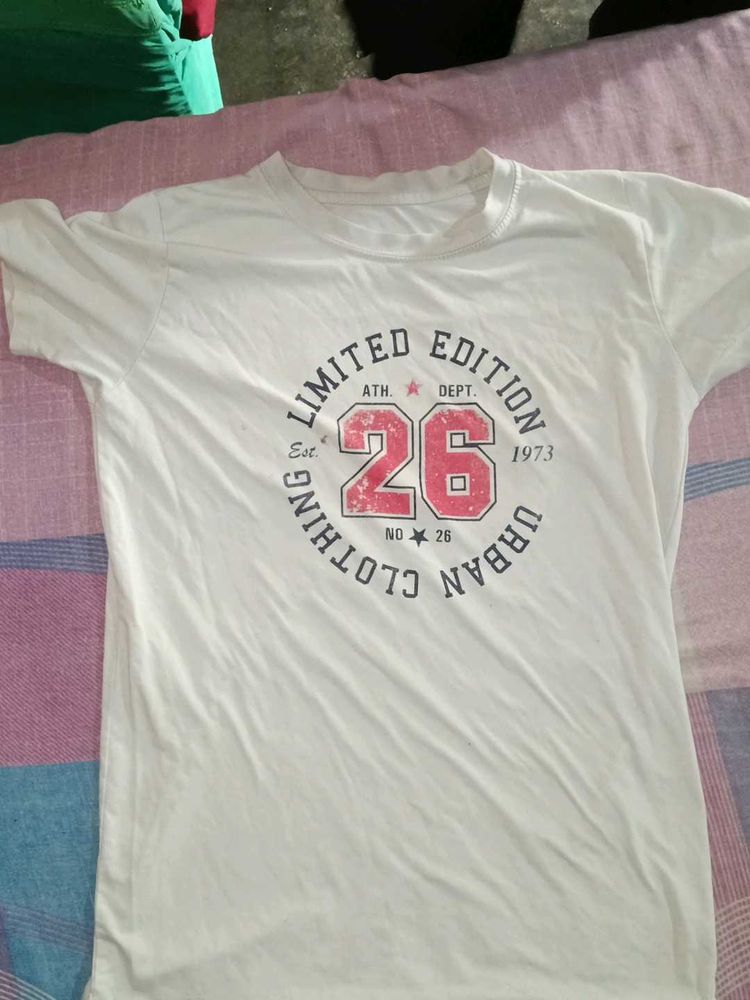 LIMITED EDITION
ATH. DEPT.
Est. 26 1973
NO 26
URBAN CLOTHING